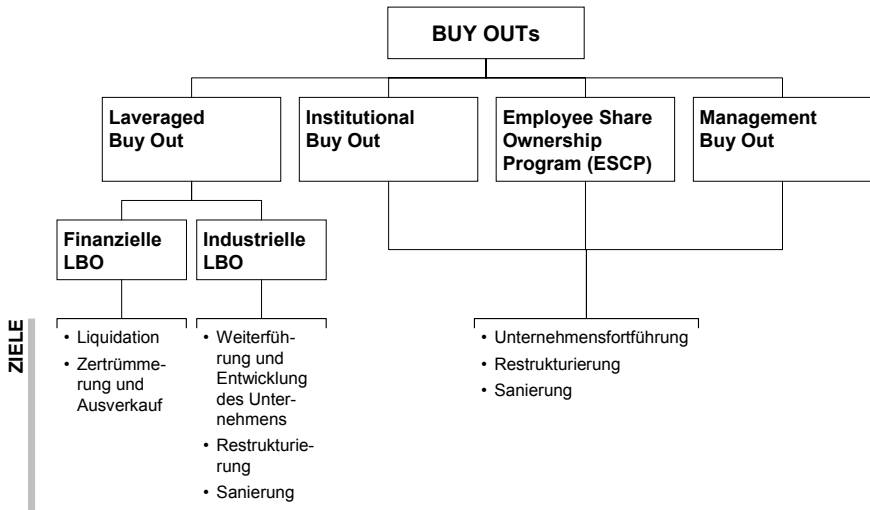 BUY OUTs
Laveraged
Buy Out
Institutional
Buy Out
Employee Share
Ownership
Program (ESCP)
Management
Buy Out
Finanzielle
LBO
Industrielle
LBO
ZIELE
• Liquidation
• Zertrümme-
rung und
Ausverkauf
• Weiterfüh-
rung und
Entwicklung
des Unter-
nehmens
• Restrukturie-
rung
• Sanierung
• Unternehmensfortführung
• Restrukturierung
• Sanierung